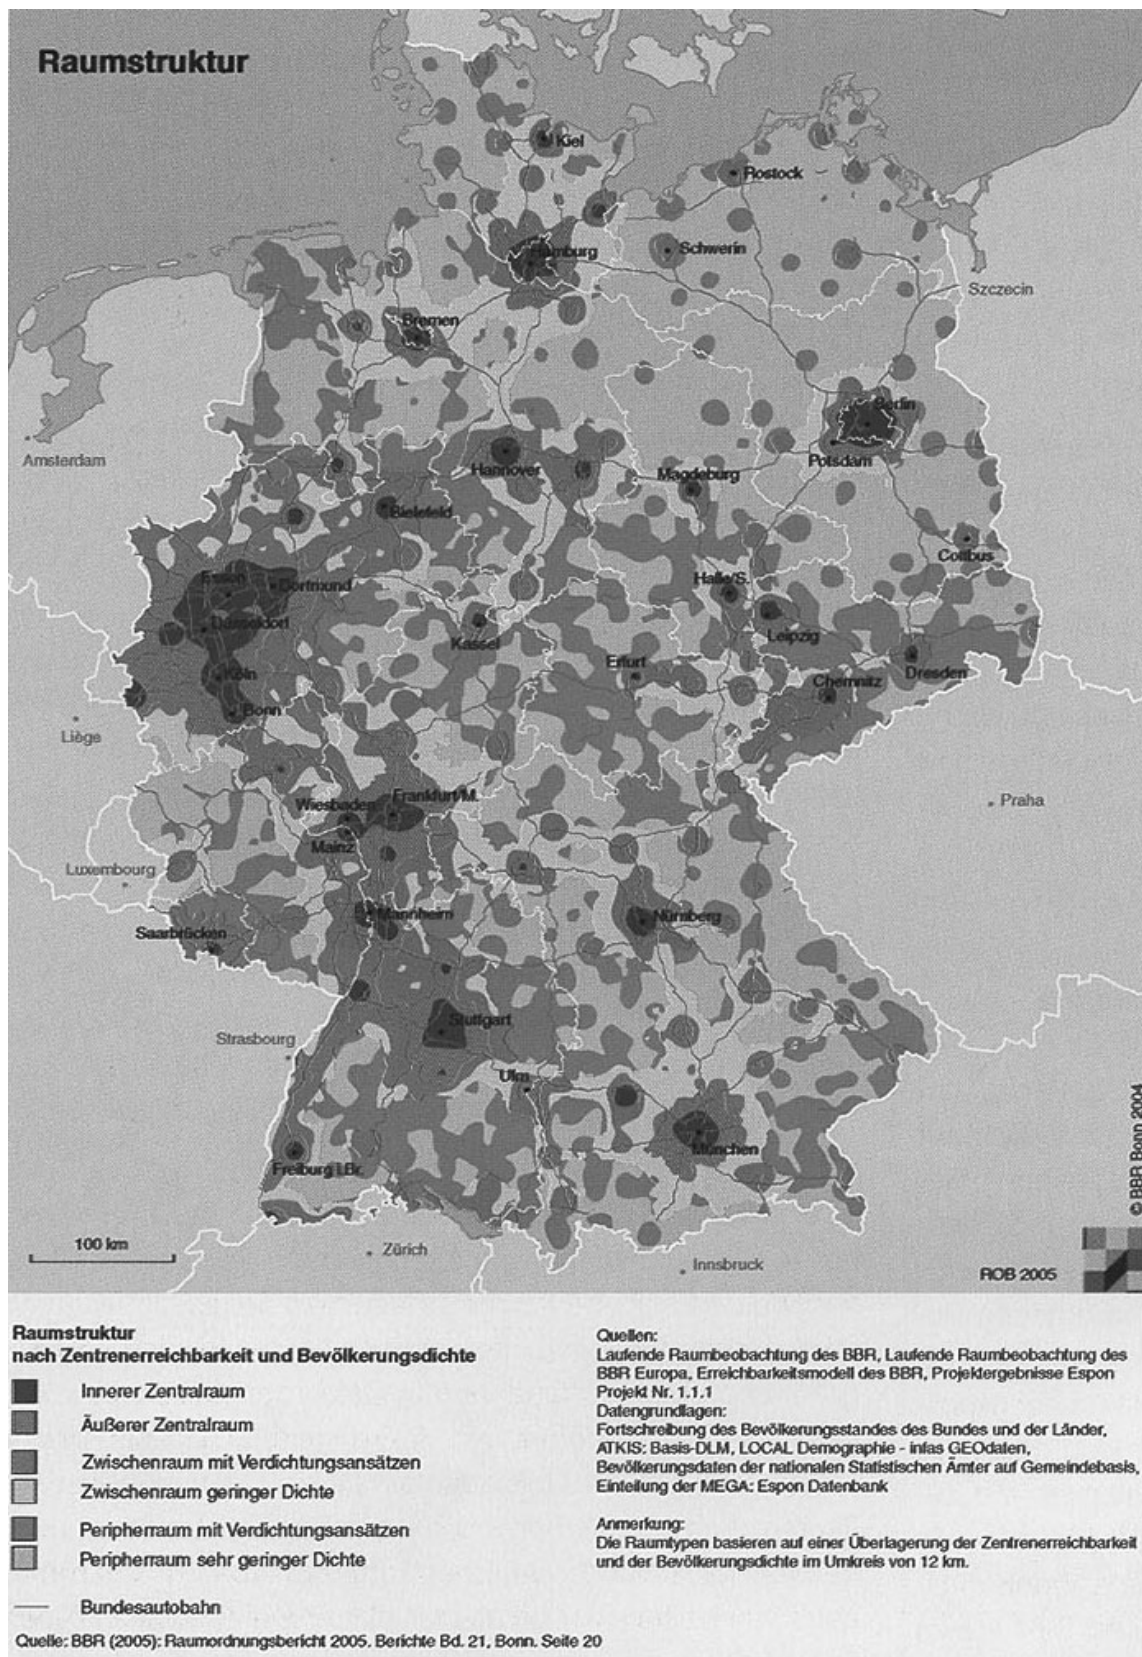 Raumstruktur
Kiel
Rostock
Hamburg
Schwerin
Szczecin
Bremen
Berlin
Amsterdam
Hannover
Potsdam
Magdeburg
Bielefeld
Cottbus
Essen
Dortmund
Halle/S.
Düsseldorf
Leipzig
Kassel
Erfurt
Dresden
Köln
Chemnitz
Bonn
Liège
Wiesbaden
Frankfurt/M.
Praha
Mainz
Luxembourg
Mannheim
Nürnberg
Saarbrücken
Stuttgart
Strasbourg
Ulm
München
Freiburg i.Br.
© BBR Bonn 2004
100 km
Zürich
Innsbruck
ROB 2005
Raumstruktur
nach Zentrenerreichbarkeit und Bevölkerungsdichte
Innerer Zentralraum
Äußerer Zentralraum
Zwischenraum mit Verdichtungsansätzen
Zwischenraum geringer Dichte
Peripherraum mit Verdichtungsansätzen
Peripherraum sehr geringer Dichte
Bundesautobahn
Quellen:
Laufende Raumbeobachtung des BBR, Laufende Raumbeobachtung des
BBR Europa, Erreichbarkeitsmodell des BBR, Projektergebnisse Espon
Projekt Nr. 1.1.1
Datengrundlagen:
Fortschreibung des Bevölkerungsstandes des Bundes und der Länder,
ATKIS: Basis-DLM, LOCAL Demographie - infas GEOdaten,
Bevölkerungsdaten der nationalen Statistischen Ämter auf Gemeindebasis,
Einteilung der MEGA: Espon Datenbank
Anmerkung:
Die Raumtypen basieren auf einer Überlagerung der Zentrenerreichbarkeit
und der Bevölkerungsdichte im Umkreis von 12 km.
Quelle: BBR (2005): Raumordnungsbericht 2005. Berichte Bd. 21, Bonn. Seite 20